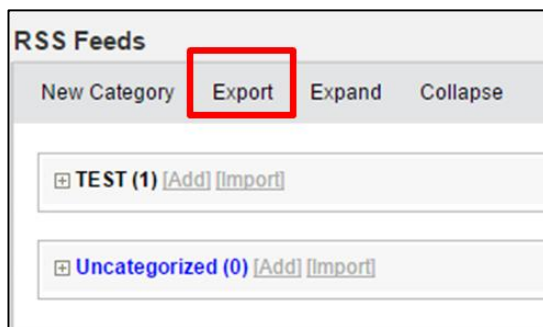 RSS Feeds
New Category Export Expand Collapse
TEST (1) [Add] [Import]
Uncategorized (0) [Add] [Import]